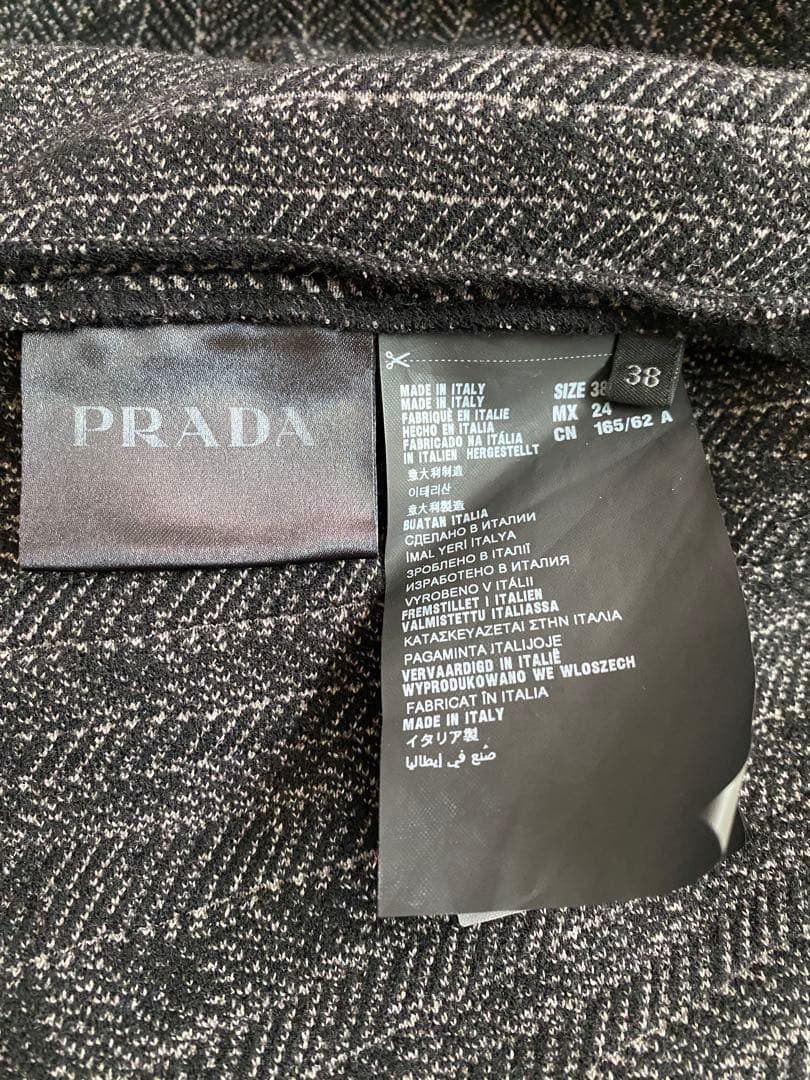 PRADA
38
SIZE 38
MX 24
CN 165/62 A
MADE IN ITALY
MADE IN ITALY
FABRIQUÉ EN ITALIE
HECHO EN ITALIA
FABRICADO NA ITÁLIA
IN ITALIEN HERGESTELLT
意大利制造
이태리산
意大利製造
BUATAN ITALIA
СДЕЛАНО В ИТАЛИИ
İMAL YERİ İTALYA
ЗРОБЛЕНО В ІТАЛІЇ
ИЗРАБОТЕНО В ИТАЛИЯ
VYROBENO V ITÁLII
FREMSTILLET I ITALIEN
VALMISTETTU ITALIASSA
ΚΑΤΑΣΚΕΥΑΖΕΤΑΙ ΣΤΗΝ ΙΤΑΛΙΑ
PAGAMINTA ITALIJOJE
VERVAARDIGD IN ITALIË
WYPRODUKOWANO WE WLOSZECH
FABRICAT ÎN ITALIA
MADE IN ITALY
イタリア製
صُنع في إيطاليا